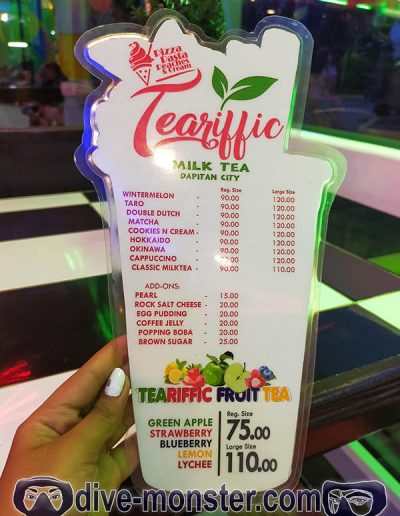 Pizza
Pasta
Peaches
& Cream
Teariffic
MILK TEA
DAPITAN CITY
Reg. Size Large Size
WINTERMELON - 90.00 120.00
TARO - 90.00 120.00
DOUBLE DUTCH - 90.00 120.00
MATCHA - 90.00 120.00
COOKIES N CREAM - 90.00 120.00
HOKKAIDO - 90.00 120.00
OKINAWA - 90.00 120.00
CAPPUCCINO - 90.00 120.00
CLASSIC MILKTEA - 90.00 110.00
ADD-ONS:
PEARL - 15.00
ROCK SALT CHEESE - 20.00
EGG PUDDING - 20.00
COFFEE JELLY - 20.00
POPPING BOBA - 20.00
BROWN SUGAR - 25.00
TEARIFFIC FRUIT TEA
GREEN APPLE
STRAWBERRY
BLUEBERRY
LEMON
LYCHEE
Reg. Size
75.00
Large Size
110.00
dive-monster.com